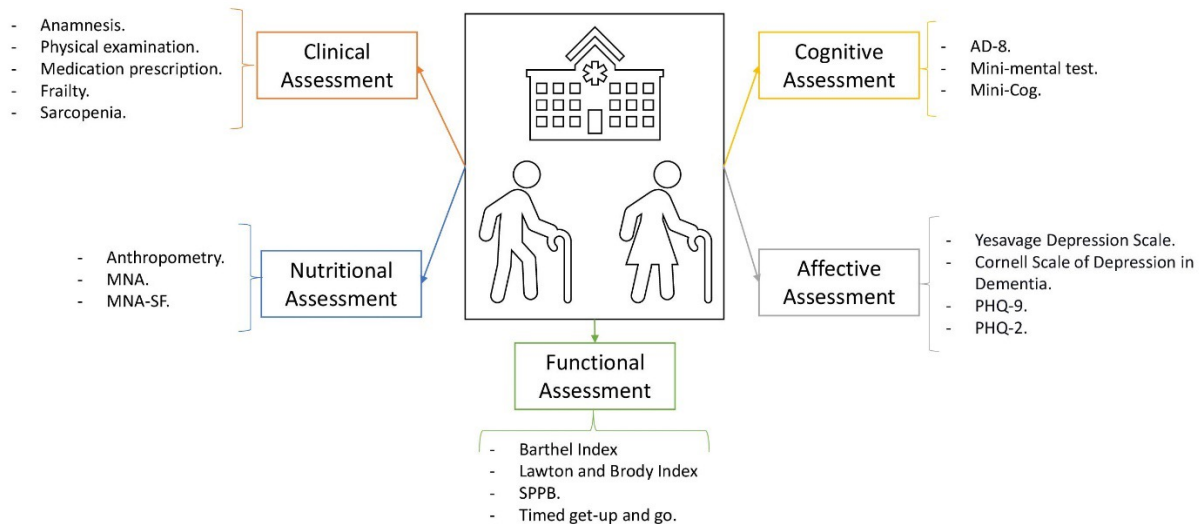 - Anamnesis.
- Physical examination.
- Medication prescription.
- Frailty.
- Sarcopenia.
Clinical
Assessment
Cognitive
Assessment
- AD-8.
- Mini-mental test.
- Mini-Cog.
- Anthropometry.
- MNA.
- MNA-SF.
Nutritional
Assessment
Affective
Assessment
- Yesavage Depression Scale.
- Cornell Scale of Depression in
Dementia.
- PHQ-9.
- PHQ-2.
Functional
Assessment
- Barthel Index
- Lawton and Brody Index
- SPPB.
- Timed get-up and go.